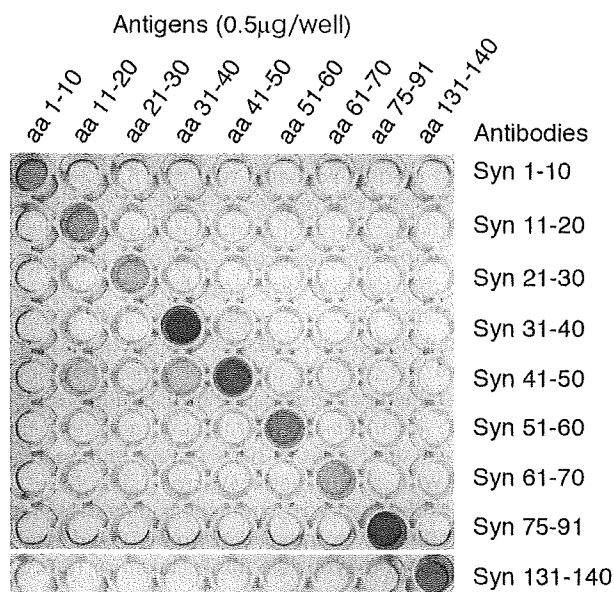 Antigens (0.5µg/well)
aa 1-10
aa 11-20
aa 21-30
aa 31-40
aa 41-50
aa 51-60
aa 61-70
aa 75-91
aa 131-140
Antibodies
Syn 1-10
Syn 11-20
Syn 21-30
Syn 31-40
Syn 41-50
Syn 51-60
Syn 61-70
Syn 75-91
Syn 131-140